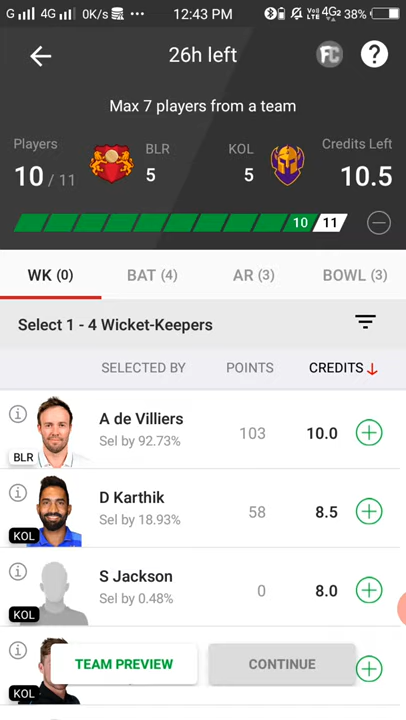 G 4G 0K/s ... 12:43 PM VoI LTE 4G 2 38%
26h left FC ?
Max 7 players from a team
Players BLR KOL Credits Left
10 / 11 5 5 10.5
10 11
WK (0) BAT (4) AR (3) BOWL (3)
Select 1 - 4 Wicket-Keepers
SELECTED BY POINTS CREDITS
A de Villiers
Sel by 92.73% 103 10.0
BLR
D Karthik
Sel by 18.93% 58 8.5
KOL
S Jackson
Sel by 0.48% 0 8.0
KOL
TEAM PREVIEW CONTINUE
KOL